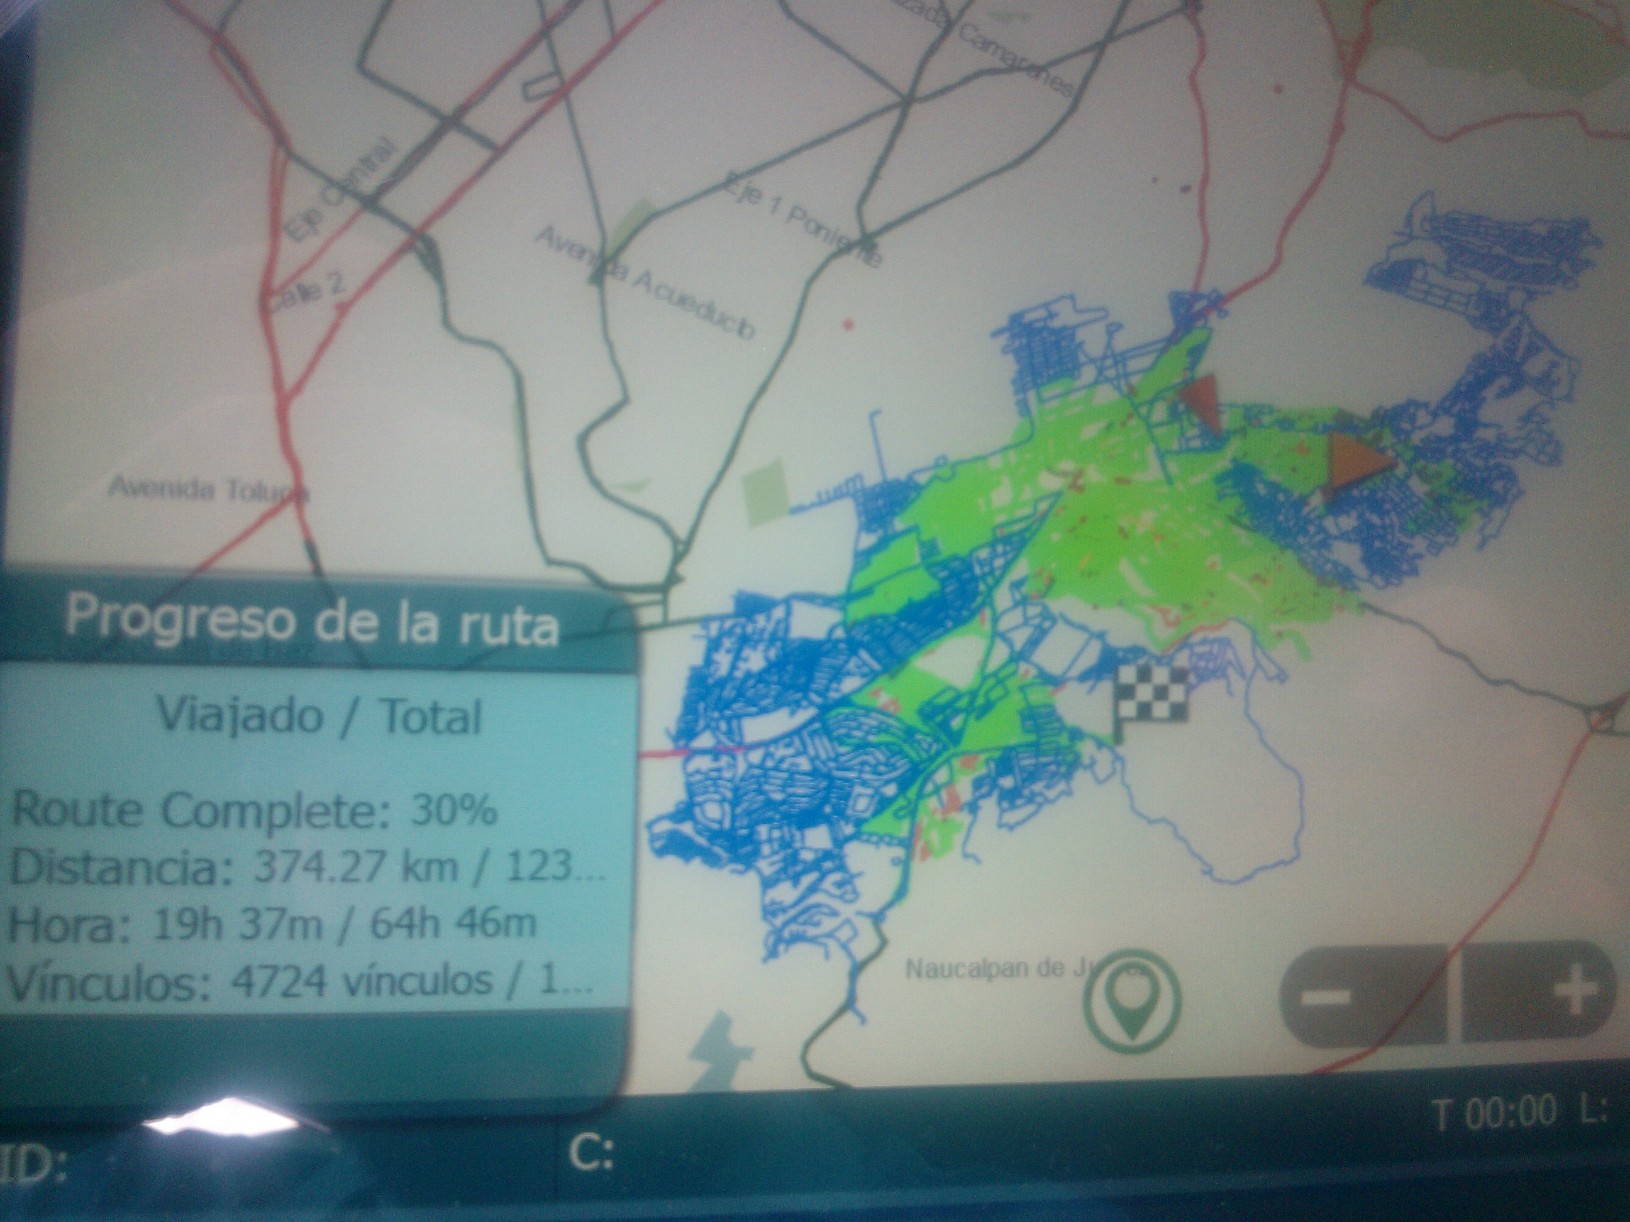 Camarones
Eje Central
Eje 1 Poniente
Avenida Acueducto
Calle 2
Avenida Toluca
Progreso de la ruta
Viajado / Total
Route Complete: 30%
Distancia: 374.27 km / 123...
Hora: 19h 37m / 64h 46m
Vínculos: 4724 vínculos / 1...
Naucalpan de
- +
T 00:00 L:
ID:
C: